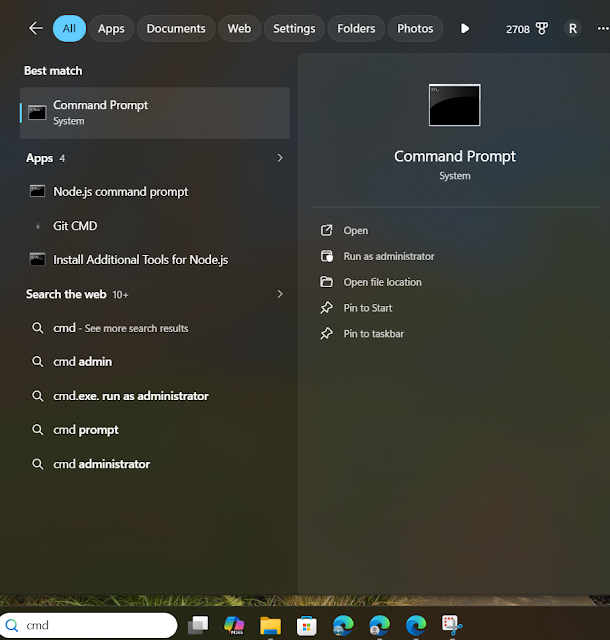 All Apps Documents Web Settings Folders Photos 2708 R
Best match
Command Prompt
System
Apps 4
Node.js command prompt
Git CMD
Install Additional Tools for Node.js
Search the web 10+
cmd - See more search results
cmd admin
cmd.exe. run as administrator
cmd prompt
cmd administrator
Command Prompt
System
Open
Run as administrator
Open file location
Pin to Start
Pin to taskbar
cmd
M365